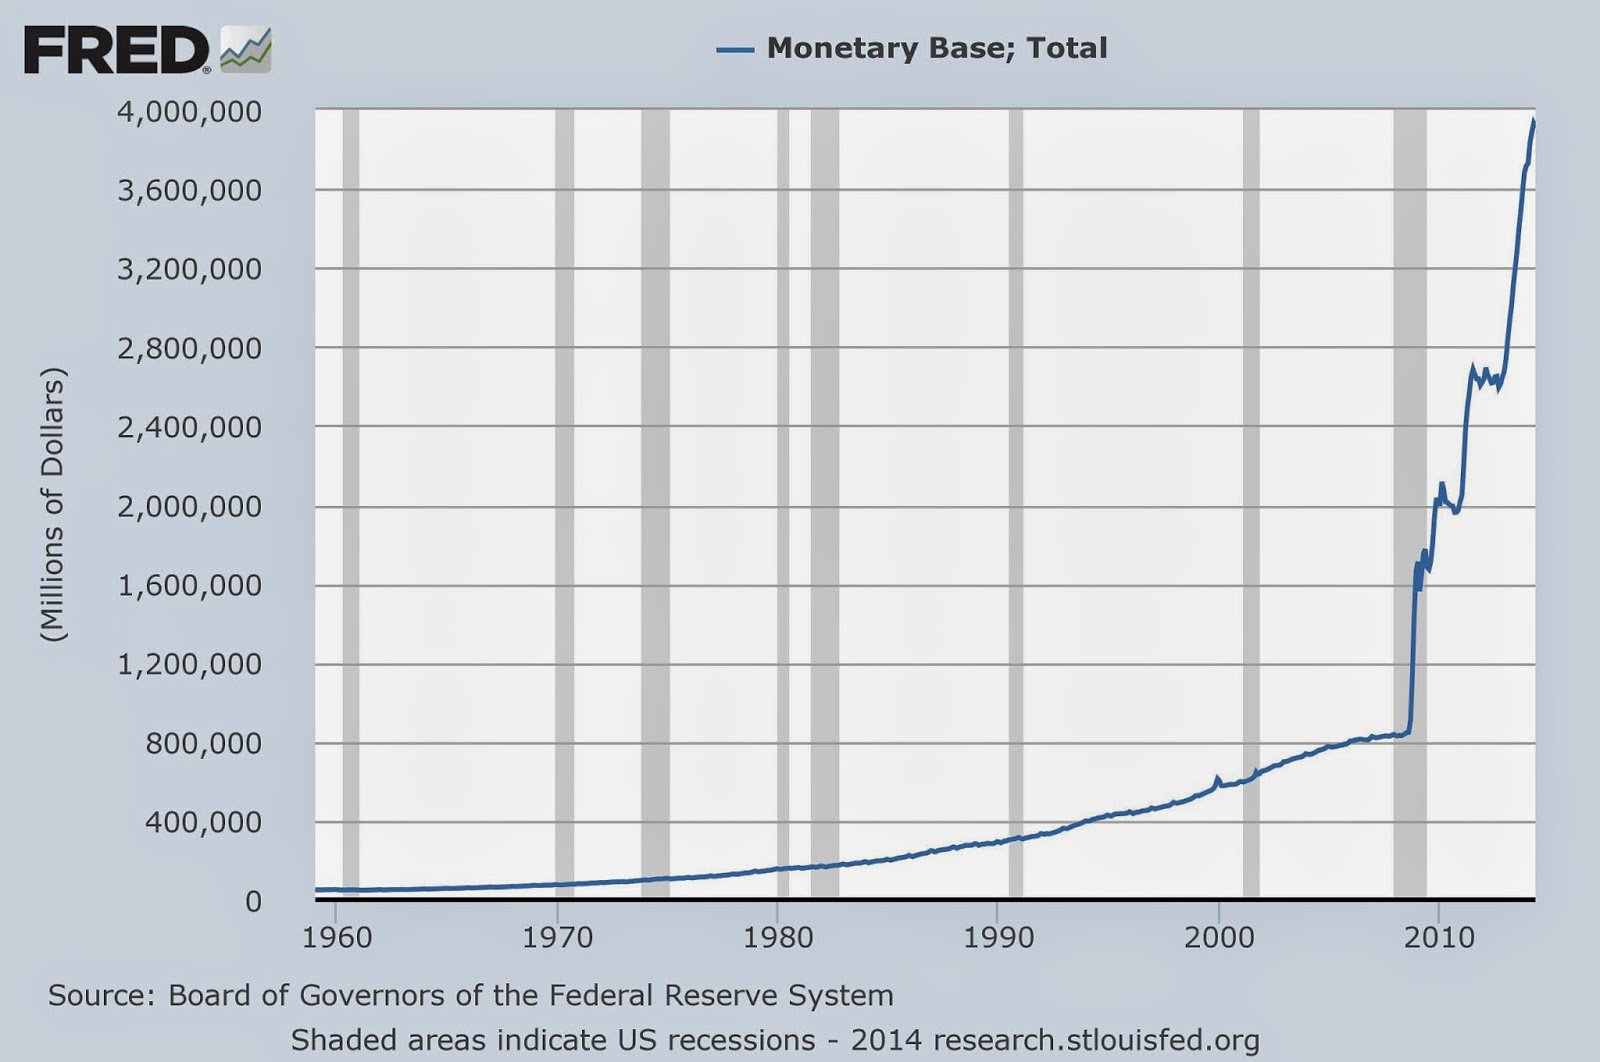 FRED®
Monetary Base; Total
4,000,000
3,600,000
3,200,000
2,800,000
2,400,000
2,000,000
1,600,000
1,200,000
800,000
400,000
0
(Millions of Dollars)
1960 1970 1980 1990 2000 2010
Source: Board of Governors of the Federal Reserve System
Shaded areas indicate US recessions - 2014 research.stlouisfed.org